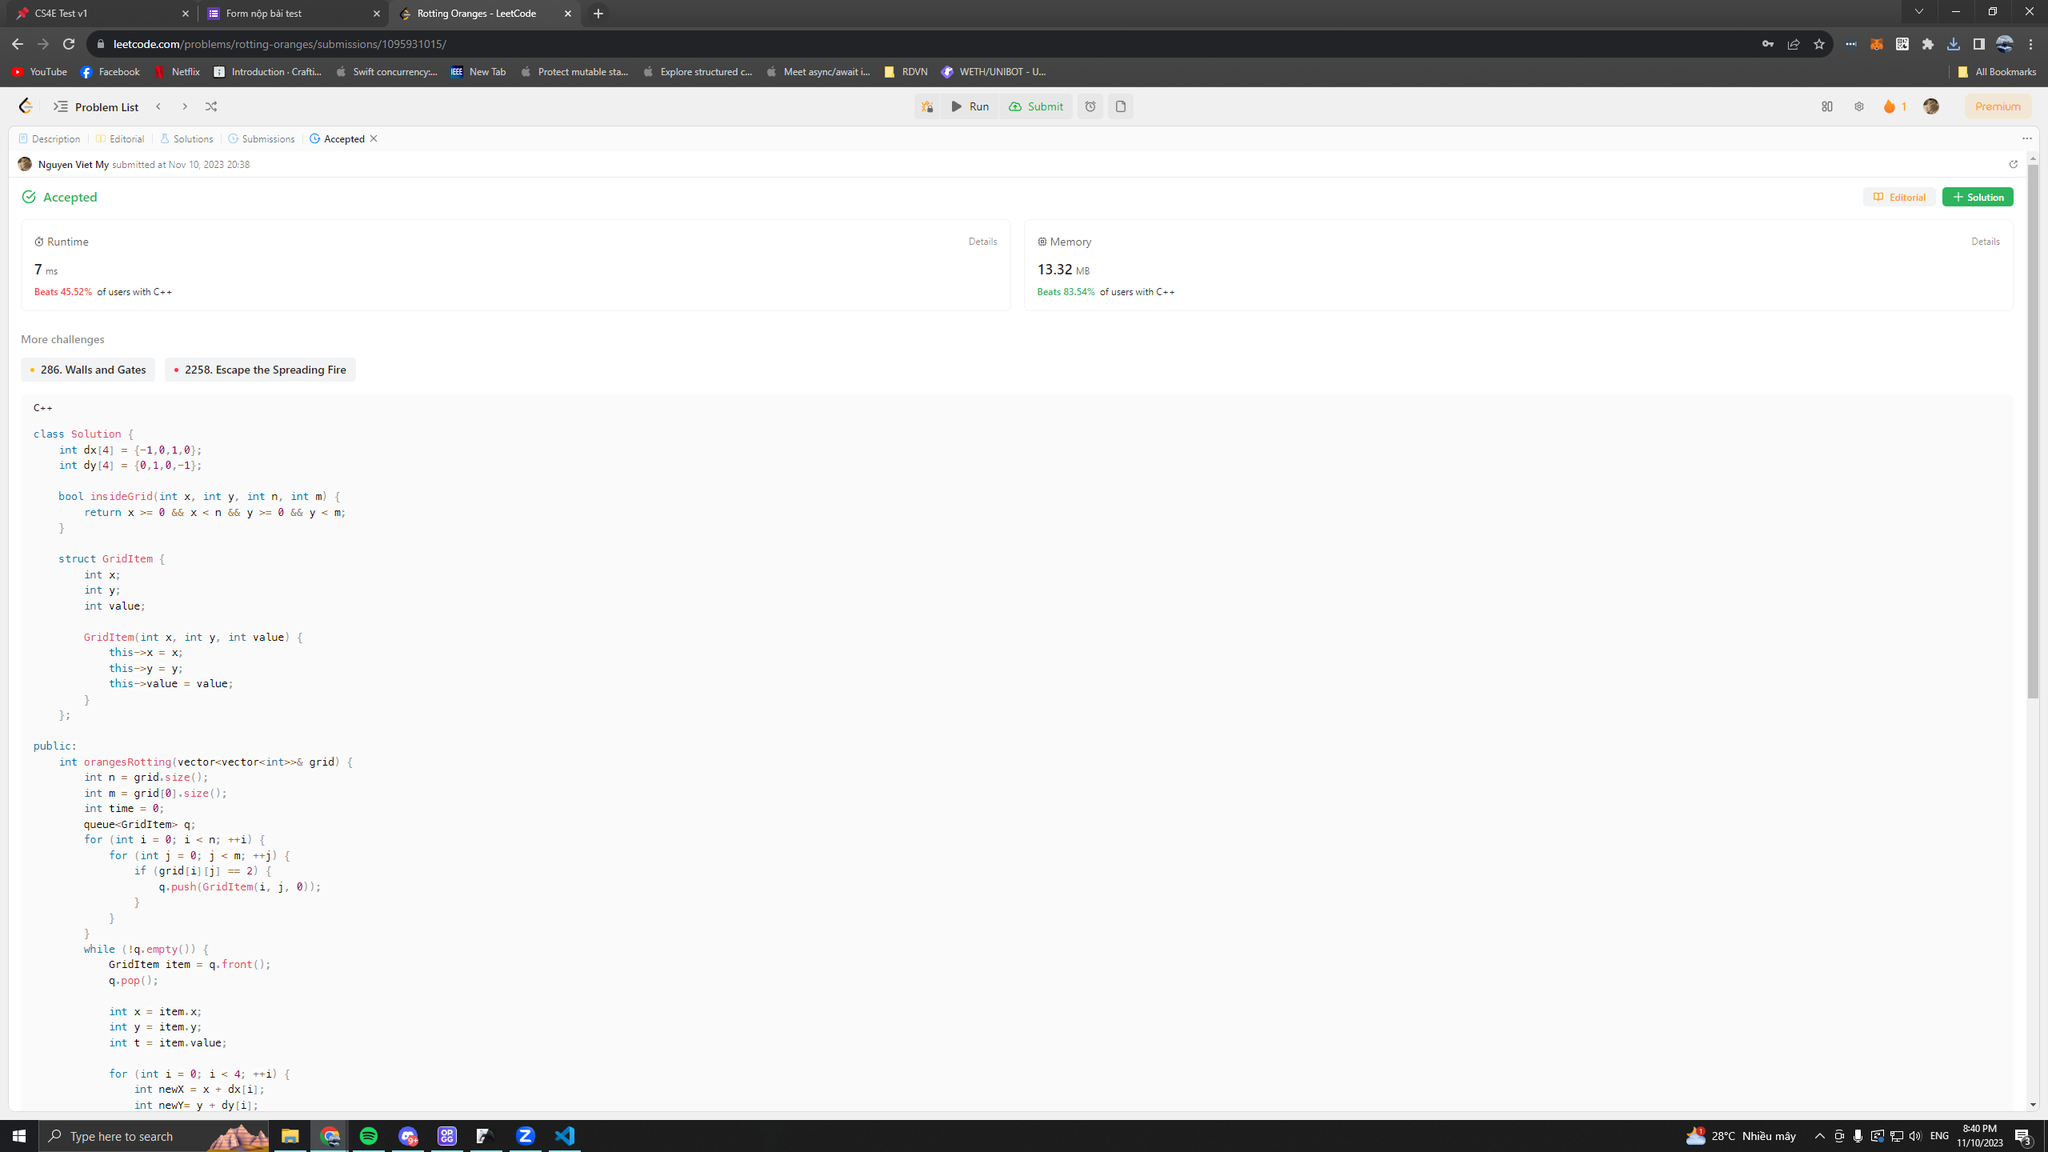 CS4E Test v1
Form nộp bài test
Rotting Oranges - LeetCode
leetcode.com/problems/rotting-oranges/submissions/1095931015/
YouTube Facebook Netflix Introduction · Crafti... Swift concurrency:... New Tab Protect mutable sta... Explore structured c... Meet async/await i... RDVN WETH/UNIBOT - U... All Bookmarks
Problem List Run Submit 1 Premium
Description Editorial Solutions Submissions Accepted
Nguyen Viet My submitted at Nov 10, 2023 20:38
Accepted Editorial Solution
Runtime Details
7 ms
Beats 45.52% of users with C++
Memory Details
13.32 MB
Beats 83.54% of users with C++
More challenges
286. Walls and Gates 2258. Escape the Spreading Fire
C++
class Solution {
    int dx[4] = {-1,0,1,0};
    int dy[4] = {0,1,0,-1};
    bool insideGrid(int x, int y, int n, int m) {
        return x >= 0 && x < n && y >= 0 && y < m;
    }
    struct GridItem {
        int x;
        int y;
        int value;
        GridItem(int x, int y, int value) {
            this->x = x;
            this->y = y;
            this->value = value;
        }
    };
public:
    int orangesRotting(vector<vector<int>>& grid) {
        int n = grid.size();
        int m = grid[0].size();
        int time = 0;
        queue<GridItem> q;
        for (int i = 0; i < n; ++i) {
            for (int j = 0; j < m; ++j) {
                if (grid[i][j] == 2) {
                    q.push(GridItem(i, j, 0));
                }
            }
        }
        while (!q.empty()) {
            GridItem item = q.front();
            q.pop();
            int x = item.x;
            int y = item.y;
            int t = item.value;
            for (int i = 0; i < 4; ++i) {
                int newX = x + dx[i];
                int newY= y + dy[i];
Type here to search
28°C Nhiều mây ENG
8:40 PM
11/10/2023
3